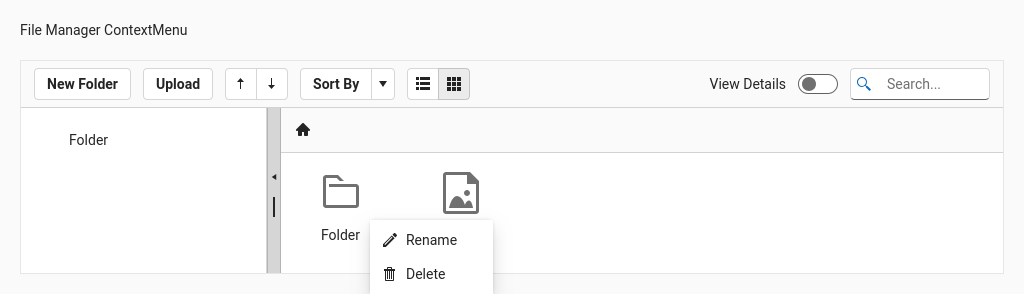 File Manager ContextMenu
New Folder Upload Sort By View Details Search...
Folder
Folder
Rename
Delete